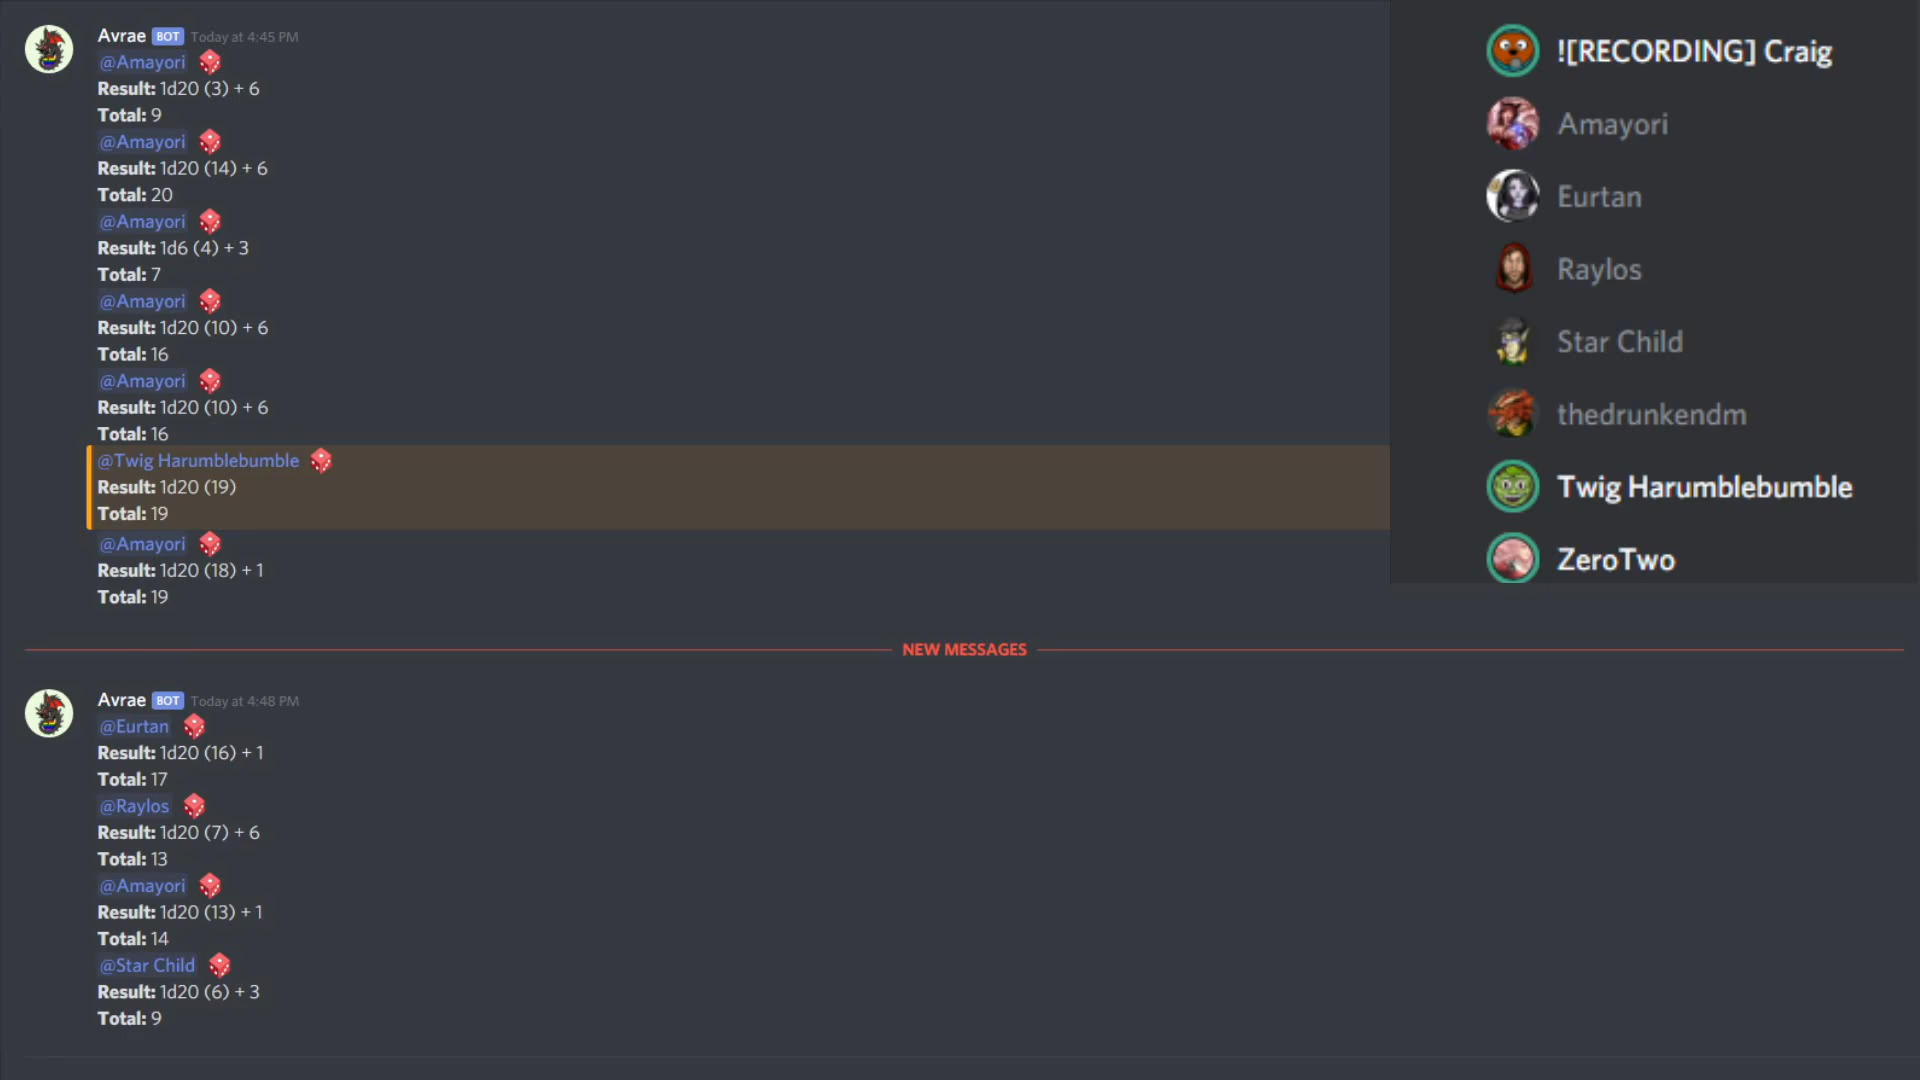 Avrae BOT Today at 4:45 PM
@Amayori
Result: 1d20 (3) + 6
Total: 9
@Amayori
Result: 1d20 (14) + 6
Total: 20
@Amayori
Result: 1d6 (4) + 3
Total: 7
@Amayori
Result: 1d20 (10) + 6
Total: 16
@Amayori
Result: 1d20 (10) + 6
Total: 16
@Twig Harumblebumble
Result: 1d20 (19)
Total: 19
@Amayori
Result: 1d20 (18) + 1
Total: 19
![RECORDING] Craig
Amayori
Eurtan
Raylos
Star Child
thedrunkendm
Twig Harumblebumble
ZeroTwo
NEW MESSAGES
Avrae BOT Today at 4:48 PM
@Eurtan
Result: 1d20 (16) + 1
Total: 17
@Raylos
Result: 1d20 (7) + 6
Total: 13
@Amayori
Result: 1d20 (13) + 1
Total: 14
@Star Child
Result: 1d20 (6) + 3
Total: 9